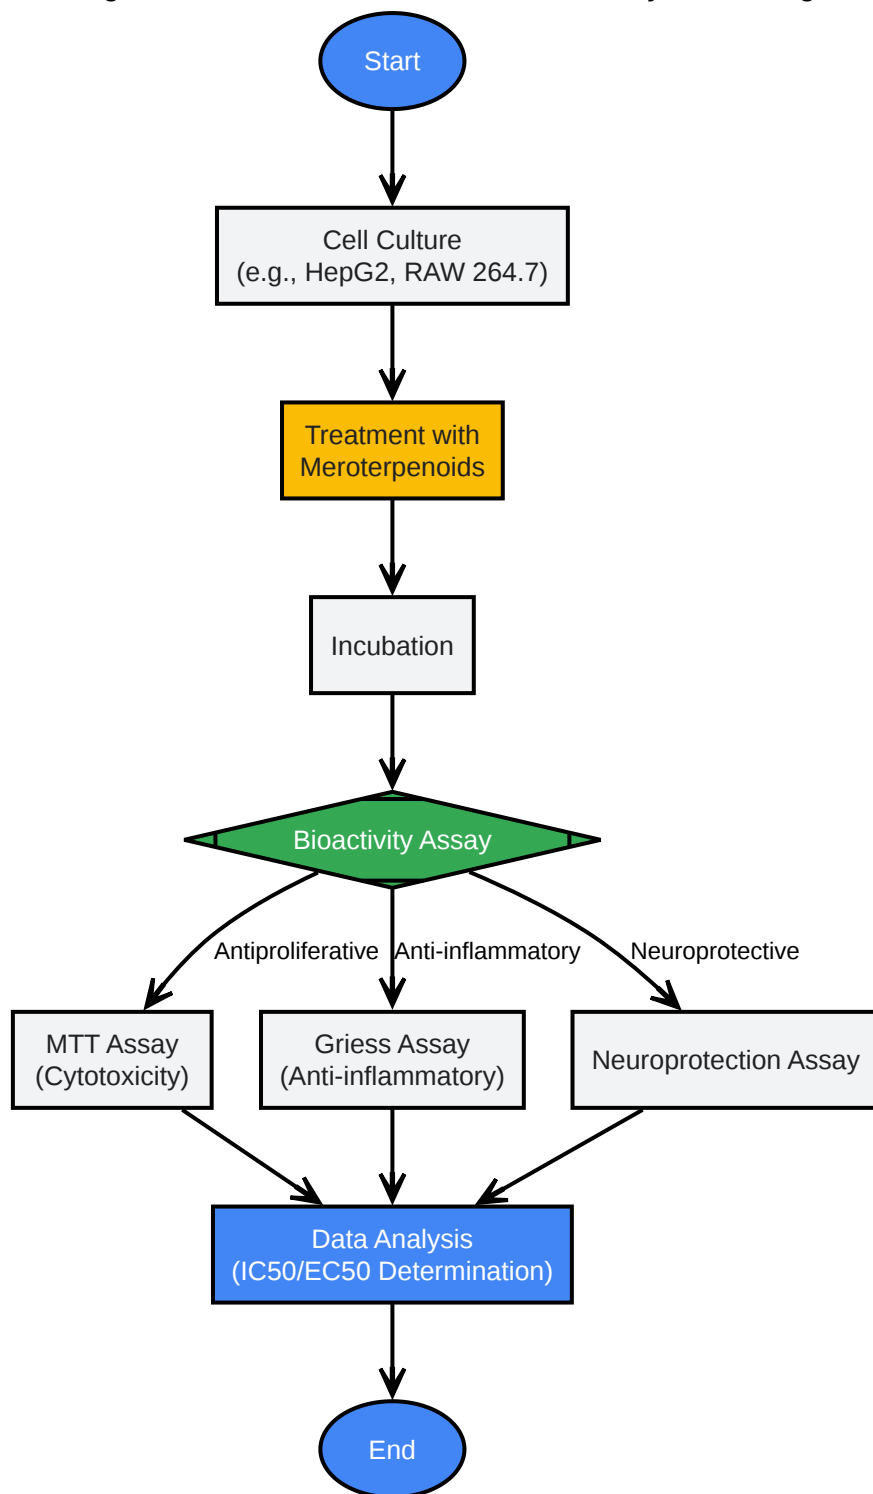 Start
Cell Culture
(e.g., HepG2, RAW 264.7)
Treatment with
Meroterpenoids
Incubation
Bioactivity Assay
Antiproliferative
Anti-inflammatory
Neuroprotective
MTT Assay
(Cytotoxicity)
Griess Assay
(Anti-inflammatory)
Neuroprotection Assay
Data Analysis
(IC50/EC50 Determination)
End